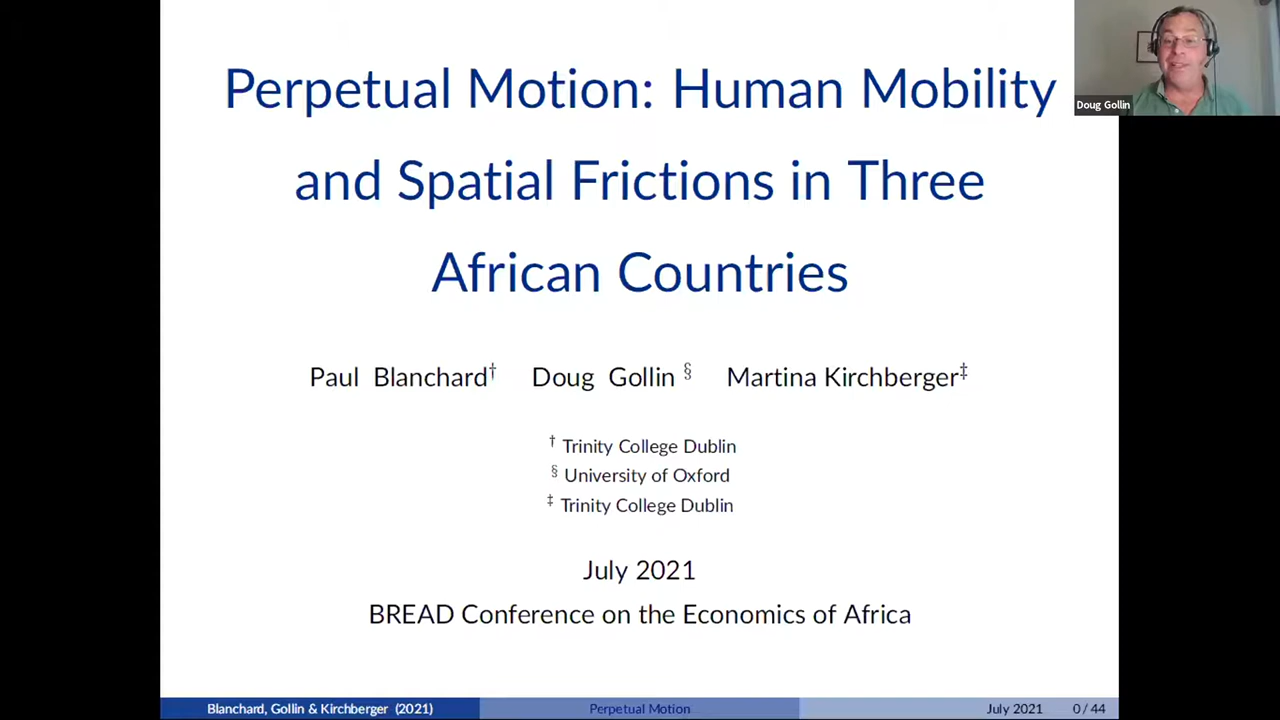 Perpetual Motion: Human Mobility
and Spatial Frictions in Three
African Countries
Doug Gollin
Paul Blanchard† Doug Gollin § Martina Kirchberger‡
† Trinity College Dublin
§ University of Oxford
‡ Trinity College Dublin
July 2021
BREAD Conference on the Economics of Africa
Blanchard, Gollin & Kirchberger (2021) Perpetual Motion July 2021 0 / 44